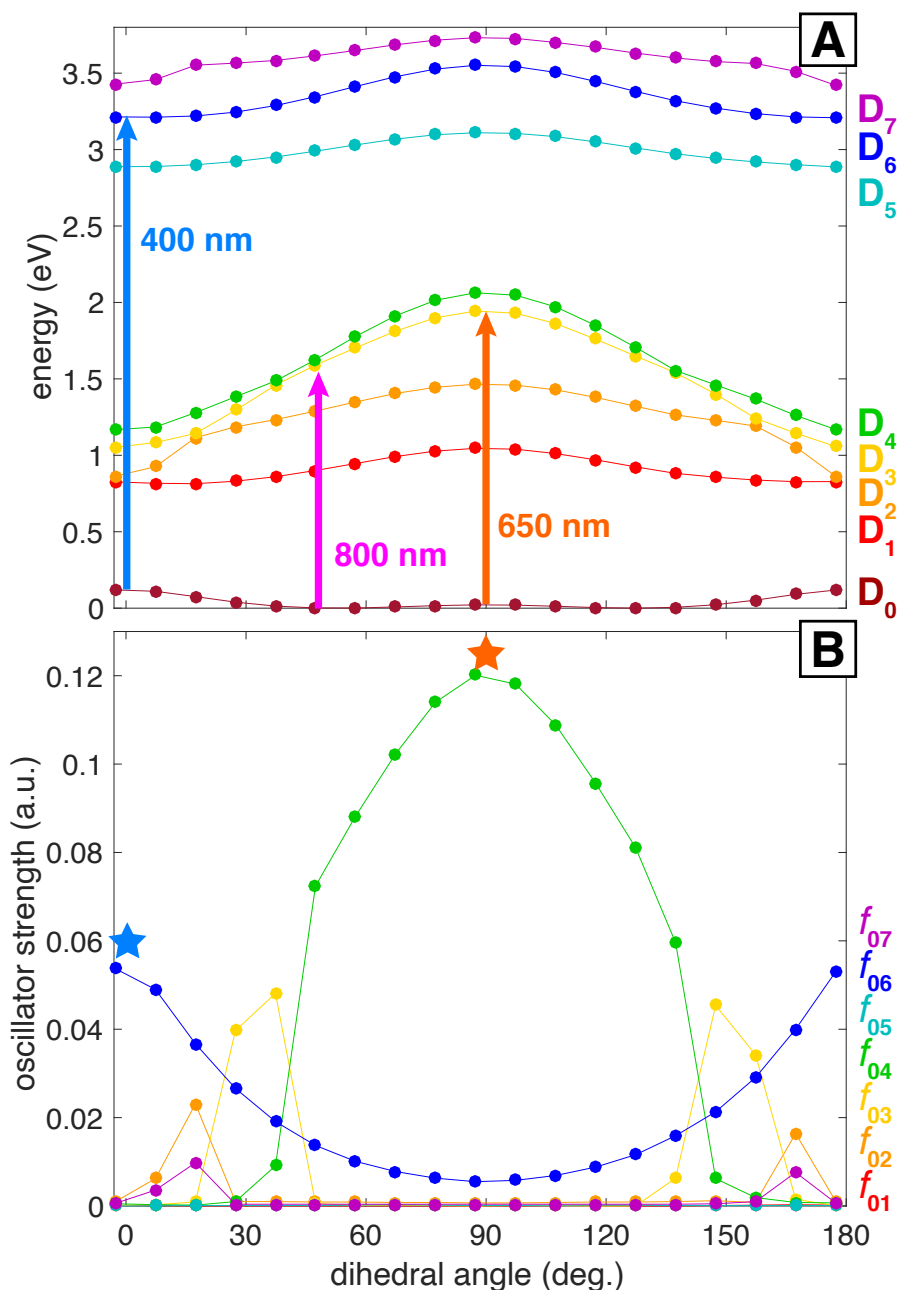 A
3.5
3
2.5
2
1.5
1
0.5
0
energy (eV)
400 nm
800 nm
650 nm
D7
D6
D5
D4
D3
D2
D1
D0
B
0.12
0.1
0.08
0.06
0.04
0.02
0
oscillator strength (a.u.)
f07
f06
f05
f04
f03
f02
f01
0 30 60 90 120 150 180
dihedral angle (deg.)